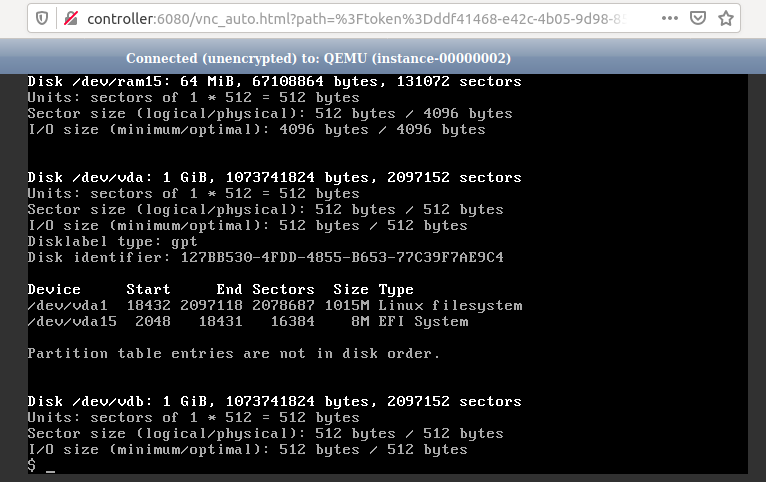 controller:6080/vnc_auto.html?path=%3Ftoken%3Dddf41468-e42c-4b05-9d98-85
Connected (unencrypted) to: QEMU (instance-00000002)
Disk /dev/ram15: 64 MiB, 67108864 bytes, 131072 sectors
Units: sectors of 1 * 512 = 512 bytes
Sector size (logical/physical): 512 bytes / 4096 bytes
I/O size (minimum/optimal): 4096 bytes / 4096 bytes
Disk /dev/vda: 1 GiB, 1073741824 bytes, 2097152 sectors
Units: sectors of 1 * 512 = 512 bytes
Sector size (logical/physical): 512 bytes / 512 bytes
I/O size (minimum/optimal): 512 bytes / 512 bytes
Disklabel type: gpt
Disk identifier: 127BB530-4FDD-4855-B653-77C39F7AE9C4
Device Start End Sectors Size Type
/dev/vda1 18432 2097118 2078687 1015M Linux filesystem
/dev/vda15 2048 18431 16384 8M EFI System
Partition table entries are not in disk order.
Disk /dev/vdb: 1 GiB, 1073741824 bytes, 2097152 sectors
Units: sectors of 1 * 512 = 512 bytes
Sector size (logical/physical): 512 bytes / 512 bytes
I/O size (minimum/optimal): 512 bytes / 512 bytes
$ _